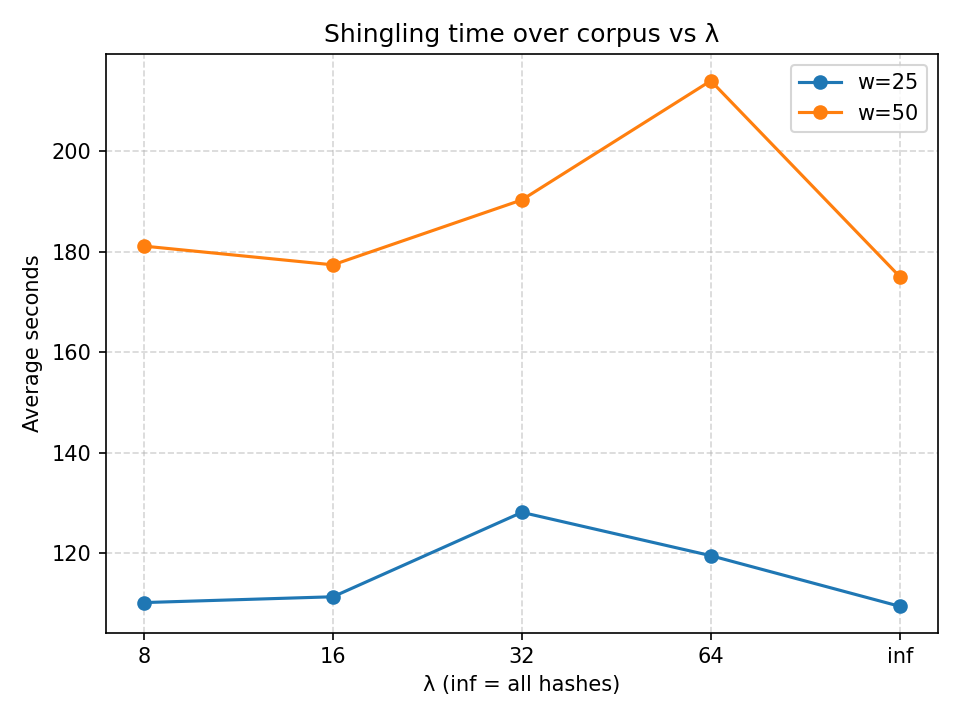 Shingling time over corpus vs λ
w=25
w=50
200
180
160
140
120
Average seconds
8 16 32 64 inf
λ (inf = all hashes)